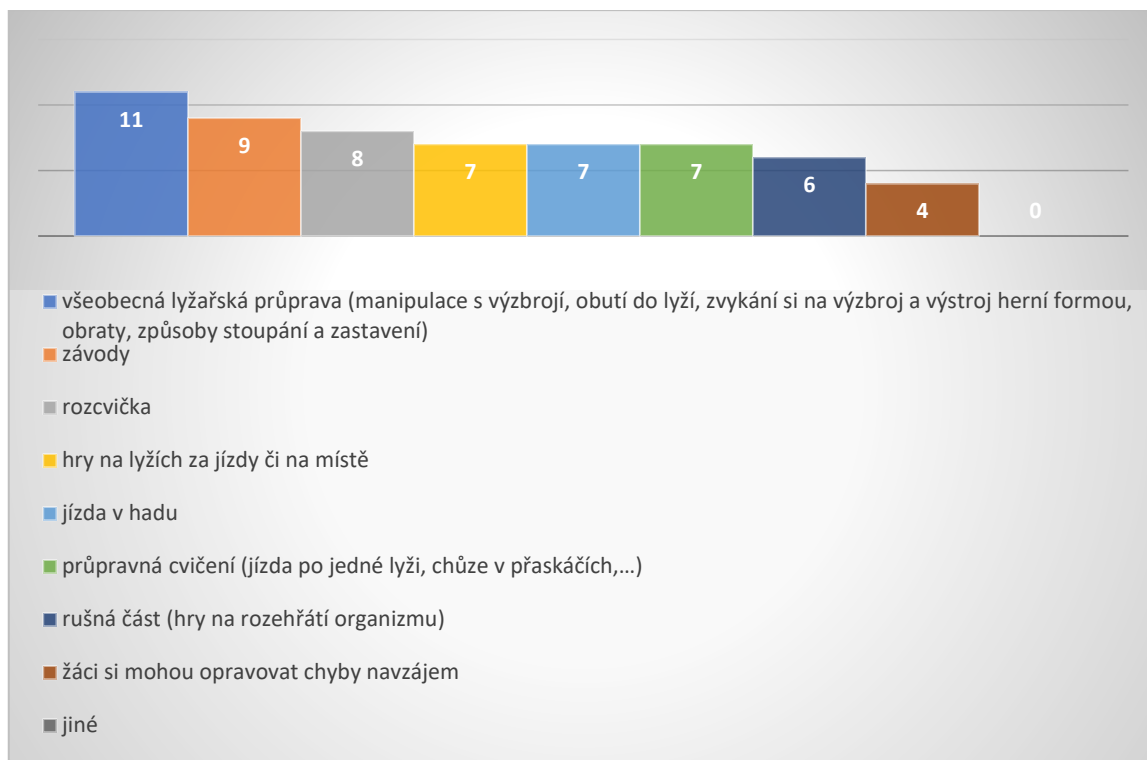 11
9
8
7
7
7
6
4
0
všeobecná lyžařská průprava (manipulace s výzbrojí, obutí do lyží, zvykání si na výzbroj a výstroj herní formou,
obraty, způsoby stoupání a zastavení)
závody
rozcvička
hry na lyžích za jízdy či na místě
jízda v hadu
průpravná cvičení (jízda po jedné lyži, chůze v přaskáčích,...)
rušná část (hry na rozehřátí organizmu)
žáci si mohou opravovat chyby navzájem
jiné